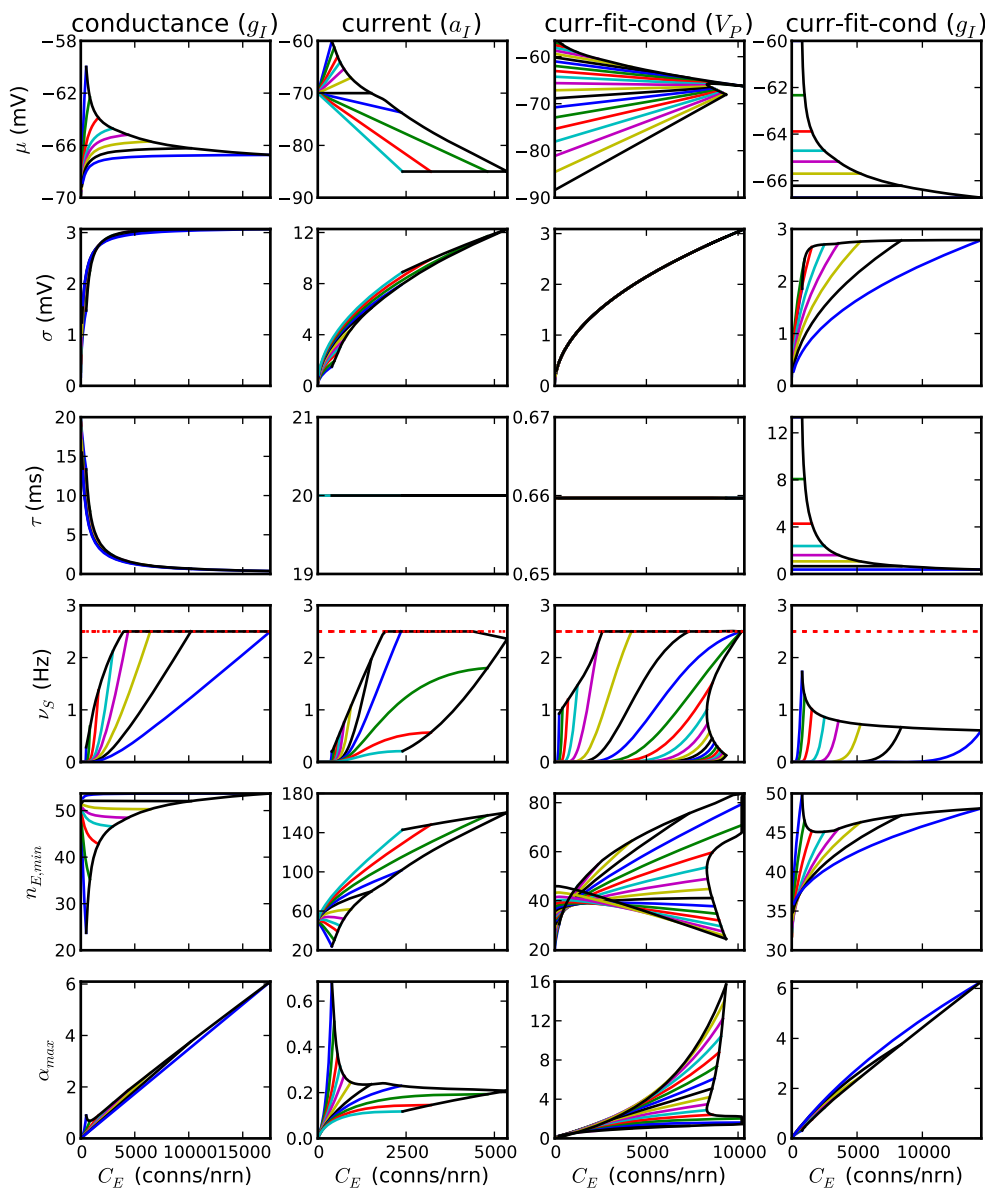 conductance (g_I) current (a_I) curr-fit-cond (V_P) curr-fit-cond (g_I)
μ (mV)
−58 −62 −66 −70
−60 −65 −70 −75 −80 −85 −90
−60 −70 −80 −90
−60 −62 −64 −66
σ (mV)
3 2 1 0
12 8 4 0
3 2 1 0
3 2 1 0
τ (ms)
20 15 10 5 0
21 20 19
0.67 0.66 0.65
12 8 4 0
ν_S (Hz)
3 2 1 0
3 2 1 0
3 2 1 0
3 2 1 0
n_{E,min}
50 40 30 20
180 140 100 60 20
80 60 40 20
50 45 40 35 30
α_{max}
6 4 2 0
0.6 0.4 0.2 0.0
16 12 8 4 0
6 4 2 0
0 5000 10000 15000
0 2500 5000
0 5000 10000
0 10000
C_E (conns/nrn) C_E (conns/nrn) C_E (conns/nrn) C_E (conns/nrn)